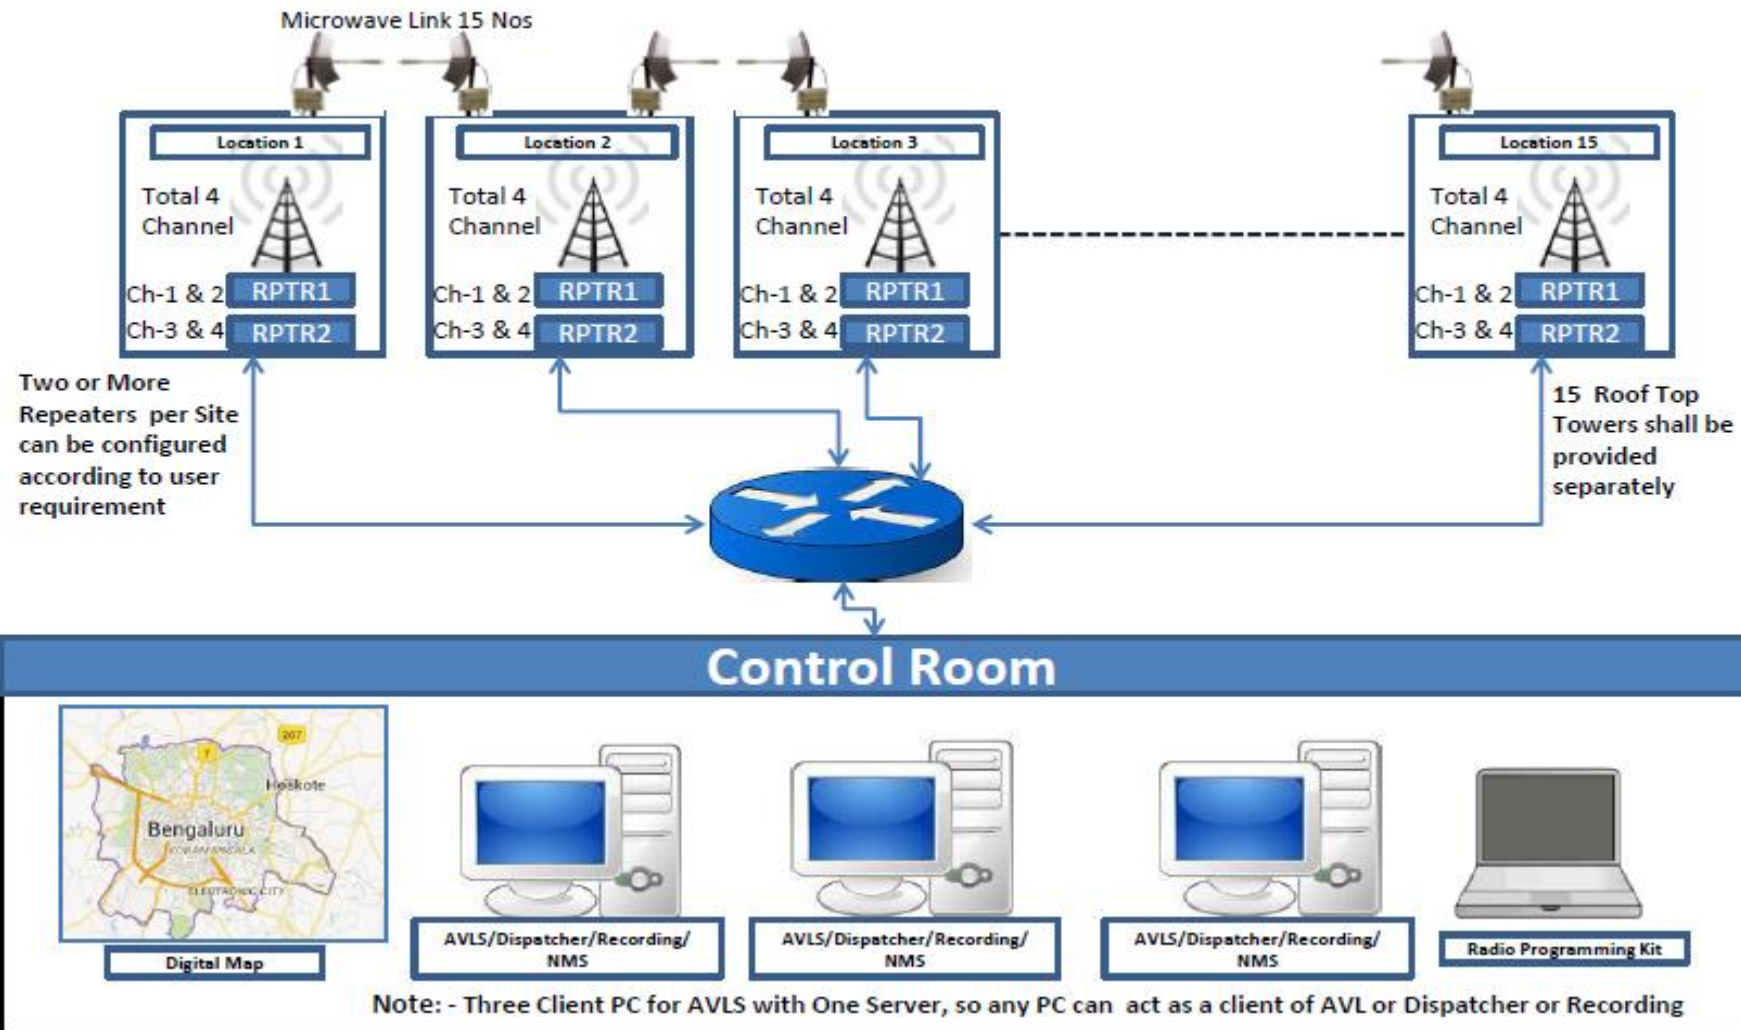 Microwave Link 15 Nos
Location 1
Total 4
Channel
Ch-1 & 2 RPTR1
Ch-3 & 4 RPTR2
Location 2
Total 4
Channel
Ch-1 & 2 RPTR1
Ch-3 & 4 RPTR2
Location 3
Total 4
Channel
Ch-1 & 2 RPTR1
Ch-3 & 4 RPTR2
Location 15
Total 4
Channel
Ch-1 & 2 RPTR1
Ch-3 & 4 RPTR2
Two or More
Repeaters per Site
can be configured
according to user
requirement
15 Roof Top
Towers shall be
provided
separately
Control Room
207
7
Hoskote
Bengaluru
KORAMANGALA
ELECTRONIC CITY
Digital Map
AVLS/Dispatcher/Recording/
NMS
AVLS/Dispatcher/Recording/
NMS
AVLS/Dispatcher/Recording/
NMS
Radio Programming Kit
Note: - Three Client PC for AVLS with One Server, so any PC can act as a client of AVL or Dispatcher or Recording